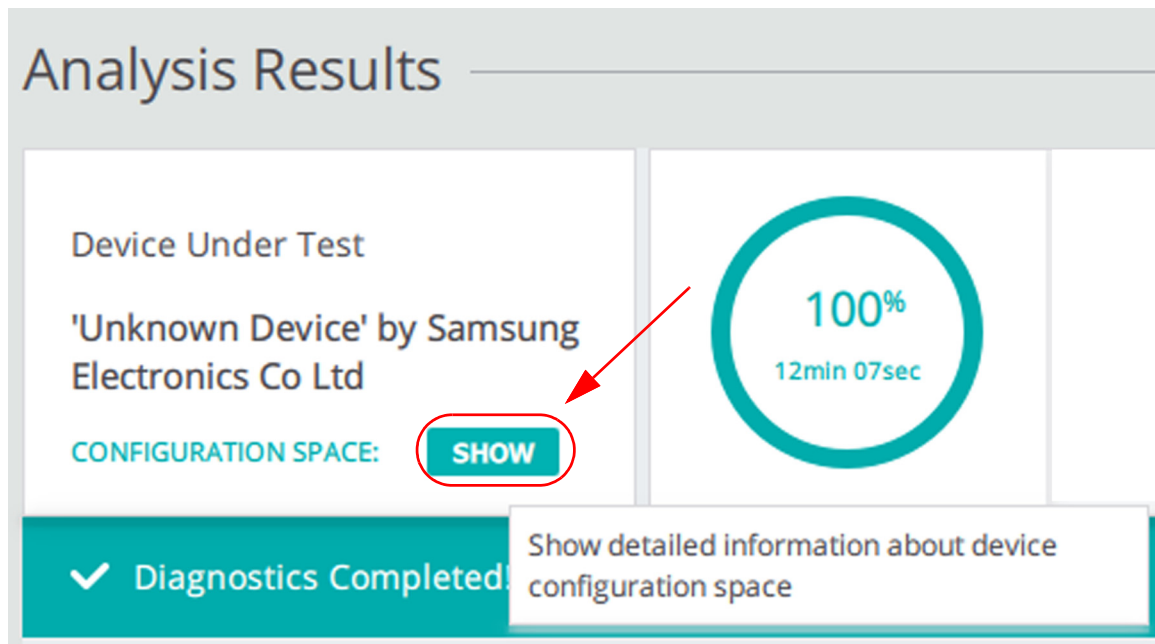 Analysis Results
Device Under Test
'Unknown Device' by Samsung
Electronics Co Ltd
CONFIGURATION SPACE: SHOW
100%
12min 07sec
Diagnostics Completed!
Show detailed information about device
configuration space